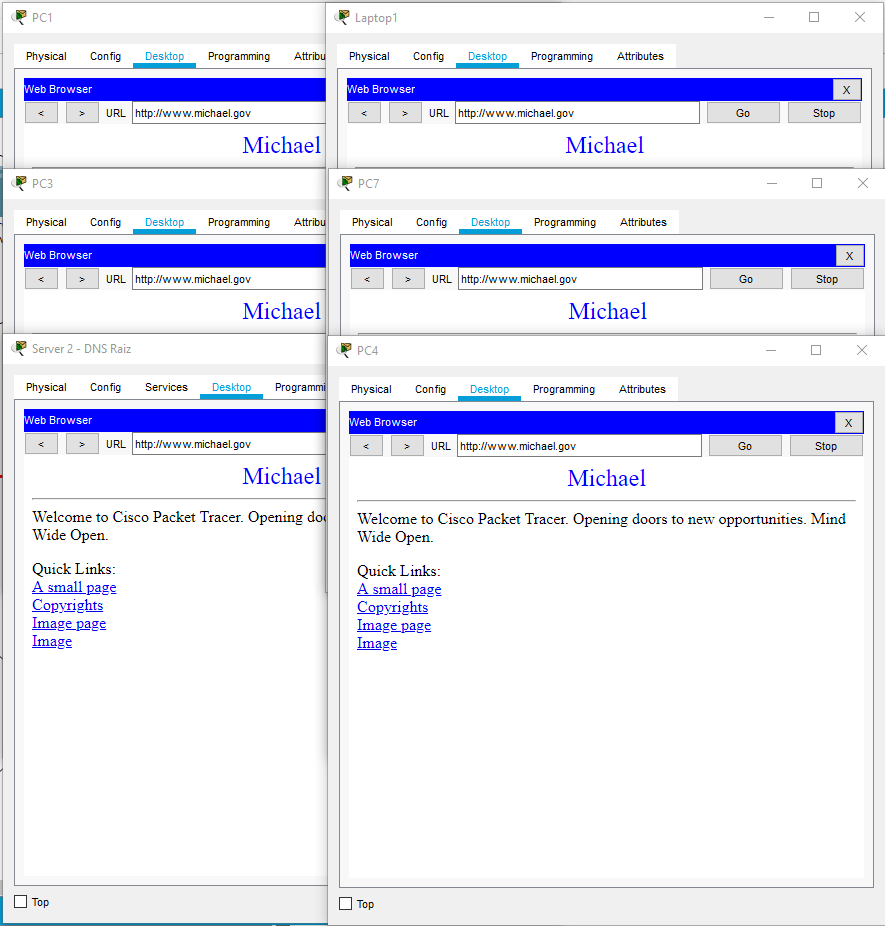 PC1
Physical Config Desktop Programming Attribu
Web Browser
< > URL http://www.michael.gov
Michael
Laptop1
Physical Config Desktop Programming Attributes
Web Browser X
< > URL http://www.michael.gov Go Stop
Michael
PC3
Physical Config Desktop Programming Attribu
Web Browser
< > URL http://www.michael.gov
Michael
PC7
Physical Config Desktop Programming Attributes
Web Browser X
< > URL http://www.michael.gov Go Stop
Michael
Server 2 - DNS Raiz
Physical Config Services Desktop Programmi
Web Browser
< > URL http://www.michael.gov
Michael
Welcome to Cisco Packet Tracer. Opening doo
Wide Open.
Quick Links:
A small page
Copyrights
Image page
Image
Top
PC4
Physical Config Desktop Programming Attributes
Web Browser X
< > URL http://www.michael.gov Go Stop
Michael
Welcome to Cisco Packet Tracer. Opening doors to new opportunities. Mind
Wide Open.
Quick Links:
A small page
Copyrights
Image page
Image
Top